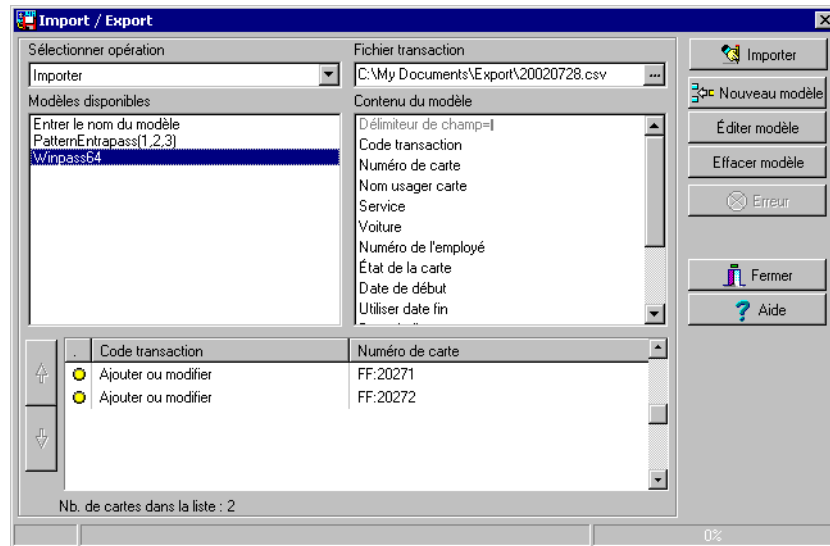 Import / Export
Sélectionner opération
Importer
Fichier transaction
C:\My Documents\Export\20020728.csv
...
Modèles disponibles
Entrer le nom du modèle
PatternEntrapass(1,2,3)
Winpass64
Contenu du modèle
Délimiteur de champ=|
Code transaction
Numéro de carte
Nom usager carte
Service
Voiture
Numéro de l'employé
État de la carte
Date de début
Utiliser date fin
Importer
Nouveau modèle
Éditer modèle
Effacer modèle
Erreur
Fermer
? Aide
. Code transaction Numéro de carte
Ajouter ou modifier FF:20271
Ajouter ou modifier FF:20272
Nb. de cartes dans la liste : 2
0%